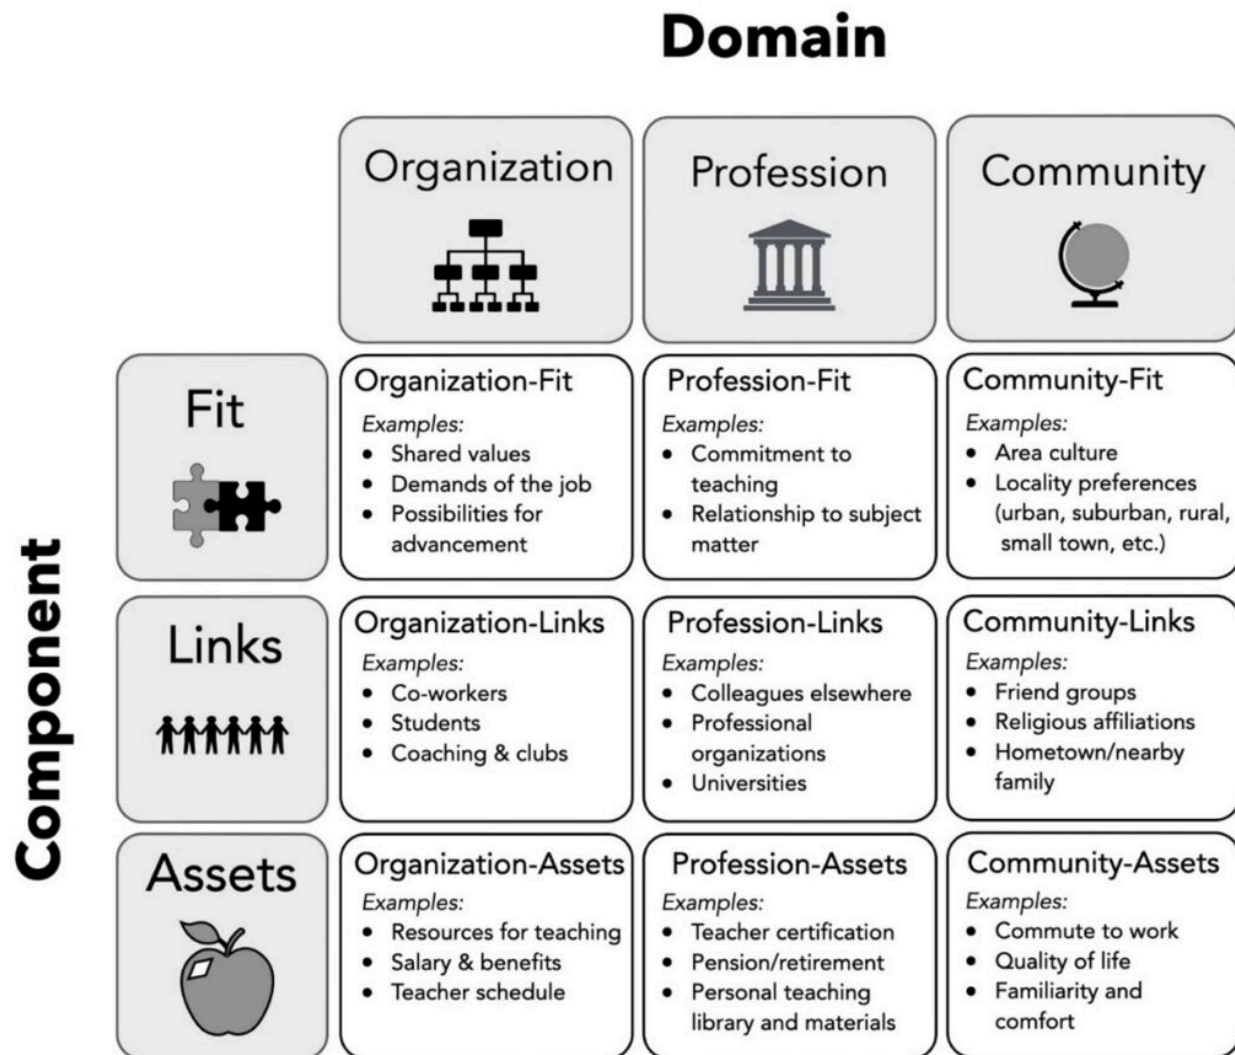 Domain
Organization
Profession
Community
Component
Fit
Organization-Fit
Examples:
• Shared values
• Demands of the job
• Possibilities for
advancement
Profession-Fit
Examples:
• Commitment to
teaching
• Relationship to subject
matter
Community-Fit
Examples:
• Area culture
• Locality preferences
(urban, suburban, rural,
small town, etc.)
Links
Organization-Links
Examples:
• Co-workers
• Students
• Coaching & clubs
Profession-Links
Examples:
• Colleagues elsewhere
• Professional
organizations
• Universities
Community-Links
Examples:
• Friend groups
• Religious affiliations
• Hometown/nearby
family
Assets
Organization-Assets
Examples:
• Resources for teaching
• Salary & benefits
• Teacher schedule
Profession-Assets
Examples:
• Teacher certification
• Pension/retirement
• Personal teaching
library and materials
Community-Assets
Examples:
• Commute to work
• Quality of life
• Familiarity and
comfort